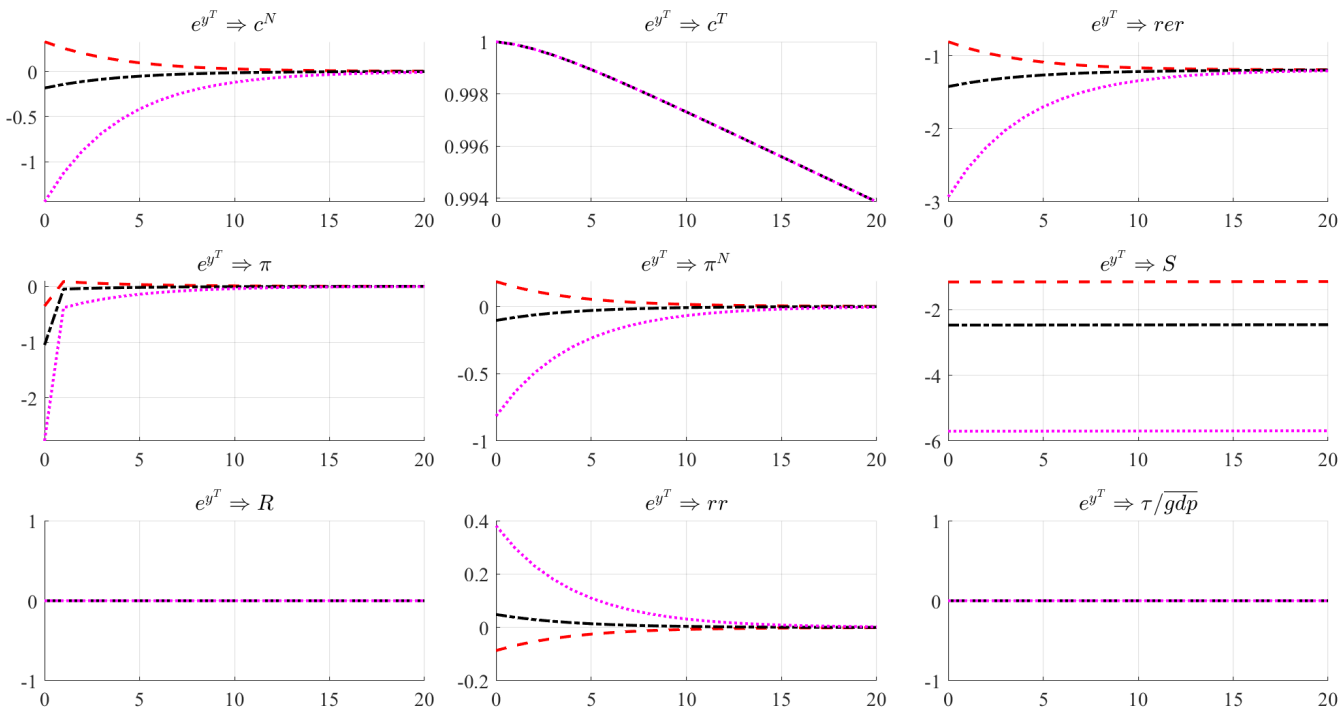 e^{y^T} ⇒ c^N
e^{y^T} ⇒ c^T
e^{y^T} ⇒ rer
0
-0.5
-1
0 5 10 15 20
1
0.998
0.996
0.994
0 5 10 15 20
-1
-2
-3
0 5 10 15 20
e^{y^T} ⇒ π
e^{y^T} ⇒ π^N
e^{y^T} ⇒ S
0
-1
-2
0 5 10 15 20
0
-0.5
-1
0 5 10 15 20
-2
-4
-6
0 5 10 15 20
e^{y^T} ⇒ R
e^{y^T} ⇒ rr
e^{y^T} ⇒ τ/\overline{gdp}
1
0
-1
0 5 10 15 20
0.4
0.2
0
-0.2
0 5 10 15 20
1
0
-1
0 5 10 15 20